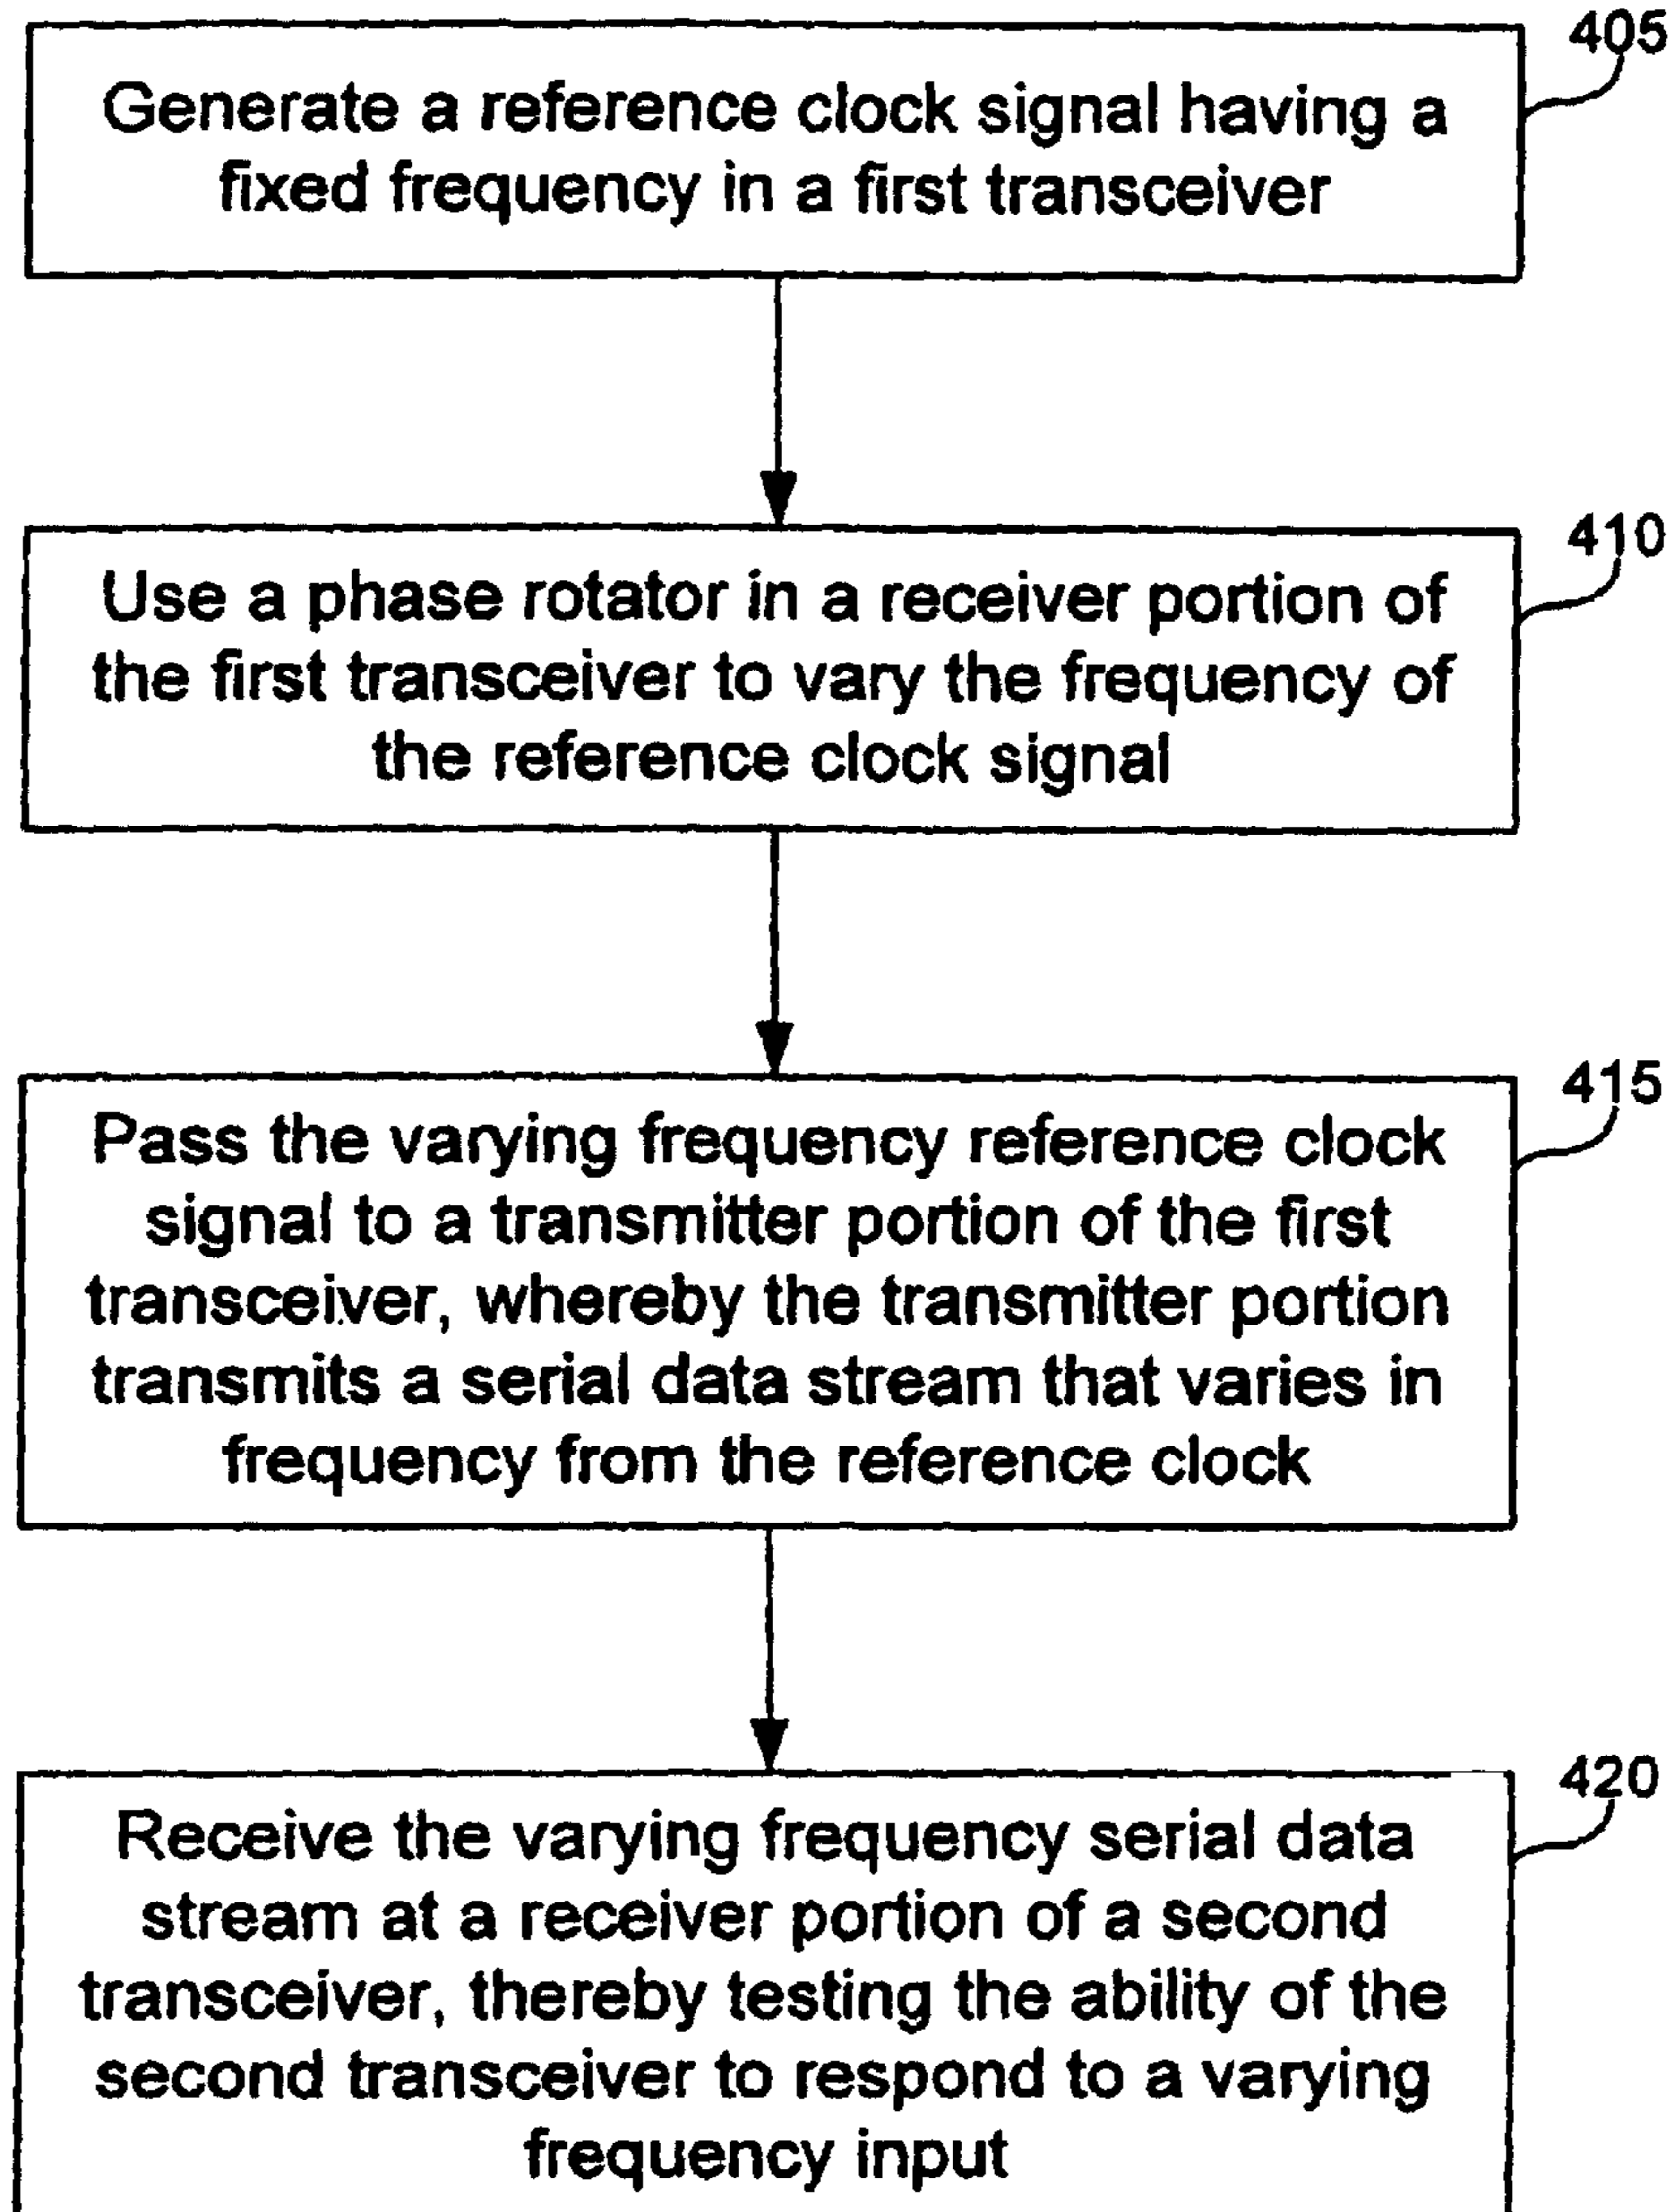 405
Generate a reference clock signal having a
fixed frequency in a first transceiver
410
Use a phase rotator in a receiver portion of
the first transceiver to vary the frequency of
the reference clock signal
415
Pass the varying frequency reference clock
signal to a transmitter portion of the first
transceiver, whereby the transmitter portion
transmits a serial data stream that varies in
frequency from the reference clock
420
Receive the varying frequency serial data
stream at a receiver portion of a second
transceiver, thereby testing the ability of the
second transceiver to respond to a varying
frequency input